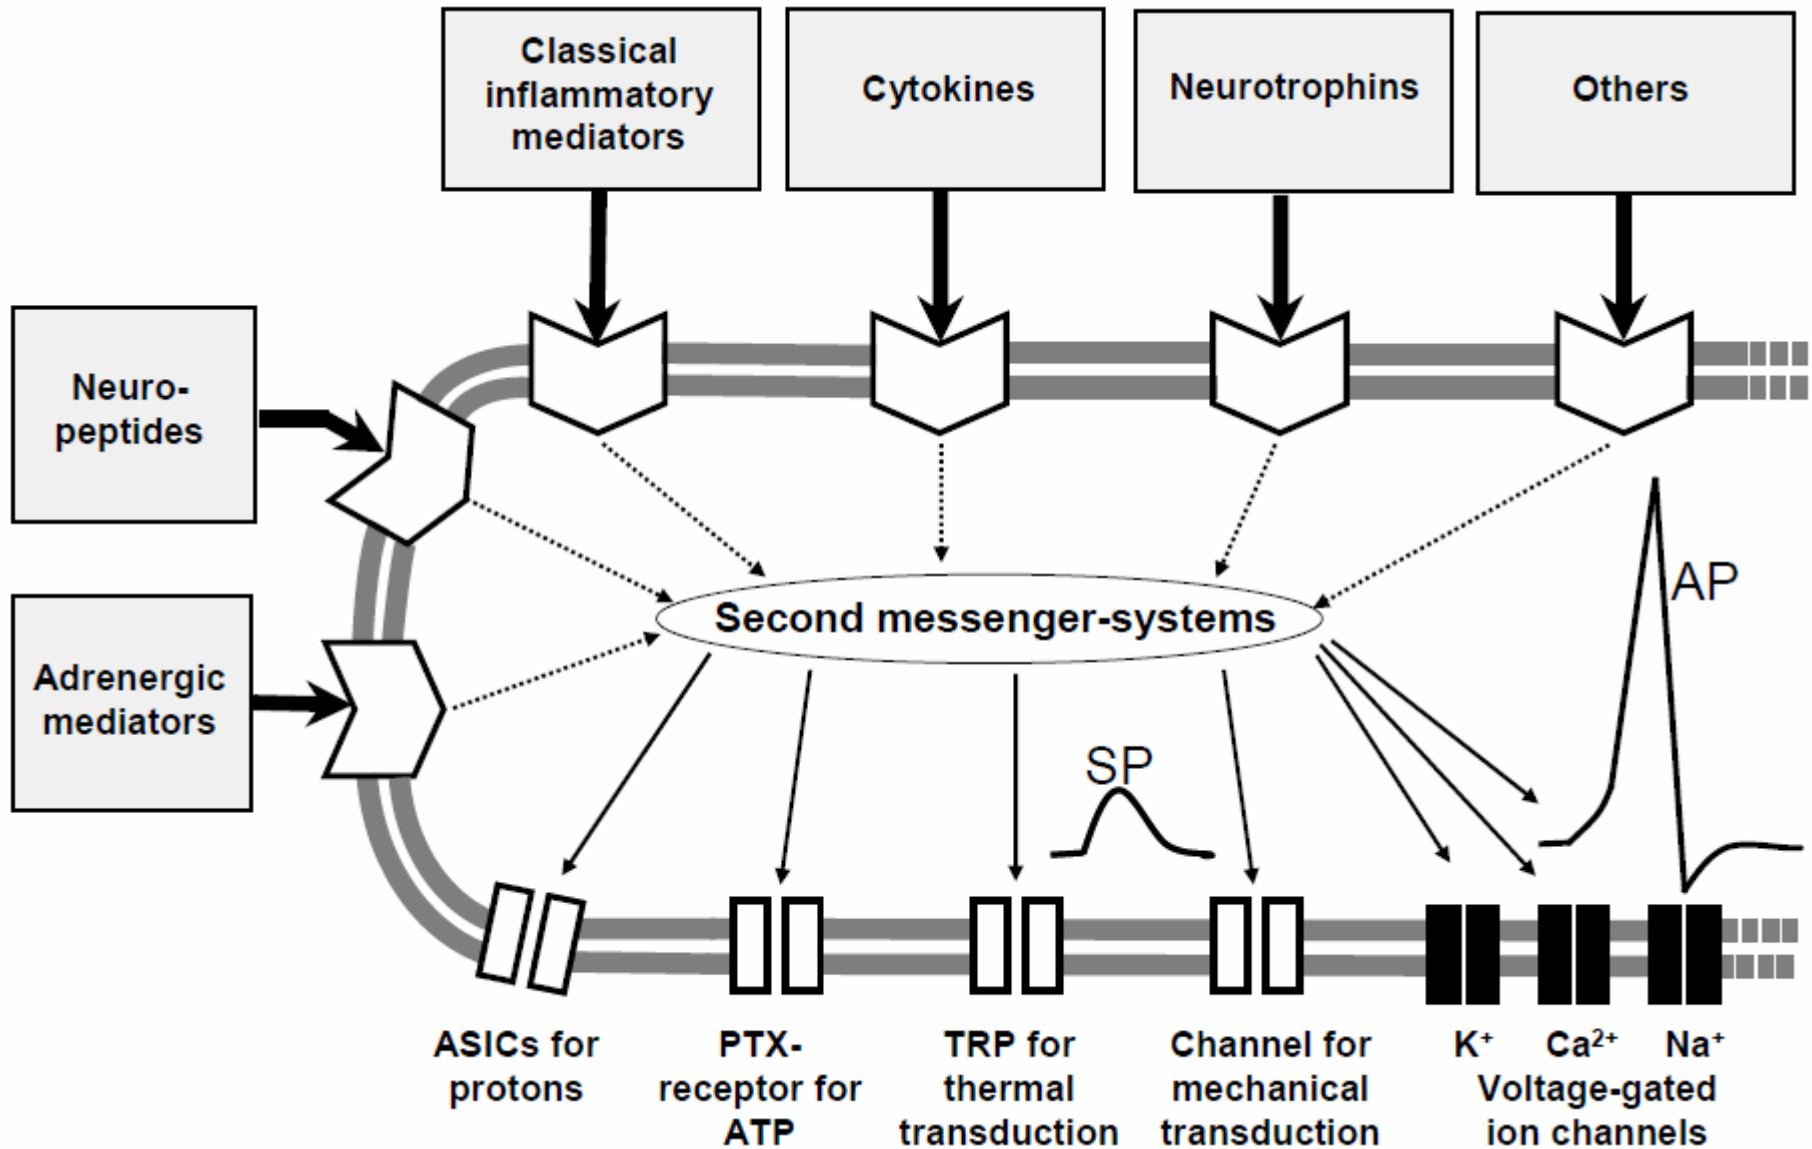 Classical
inflammatory
mediators
Cytokines
Neurotrophins
Others
Neuro-
peptides
Adrenergic
mediators
Second messenger-systems
AP
SP
ASICs for
protons
PTX-
receptor for
ATP
TRP for
thermal
transduction
Channel for
mechanical
transduction
K⁺ Ca²⁺ Na⁺
Voltage-gated
ion channels